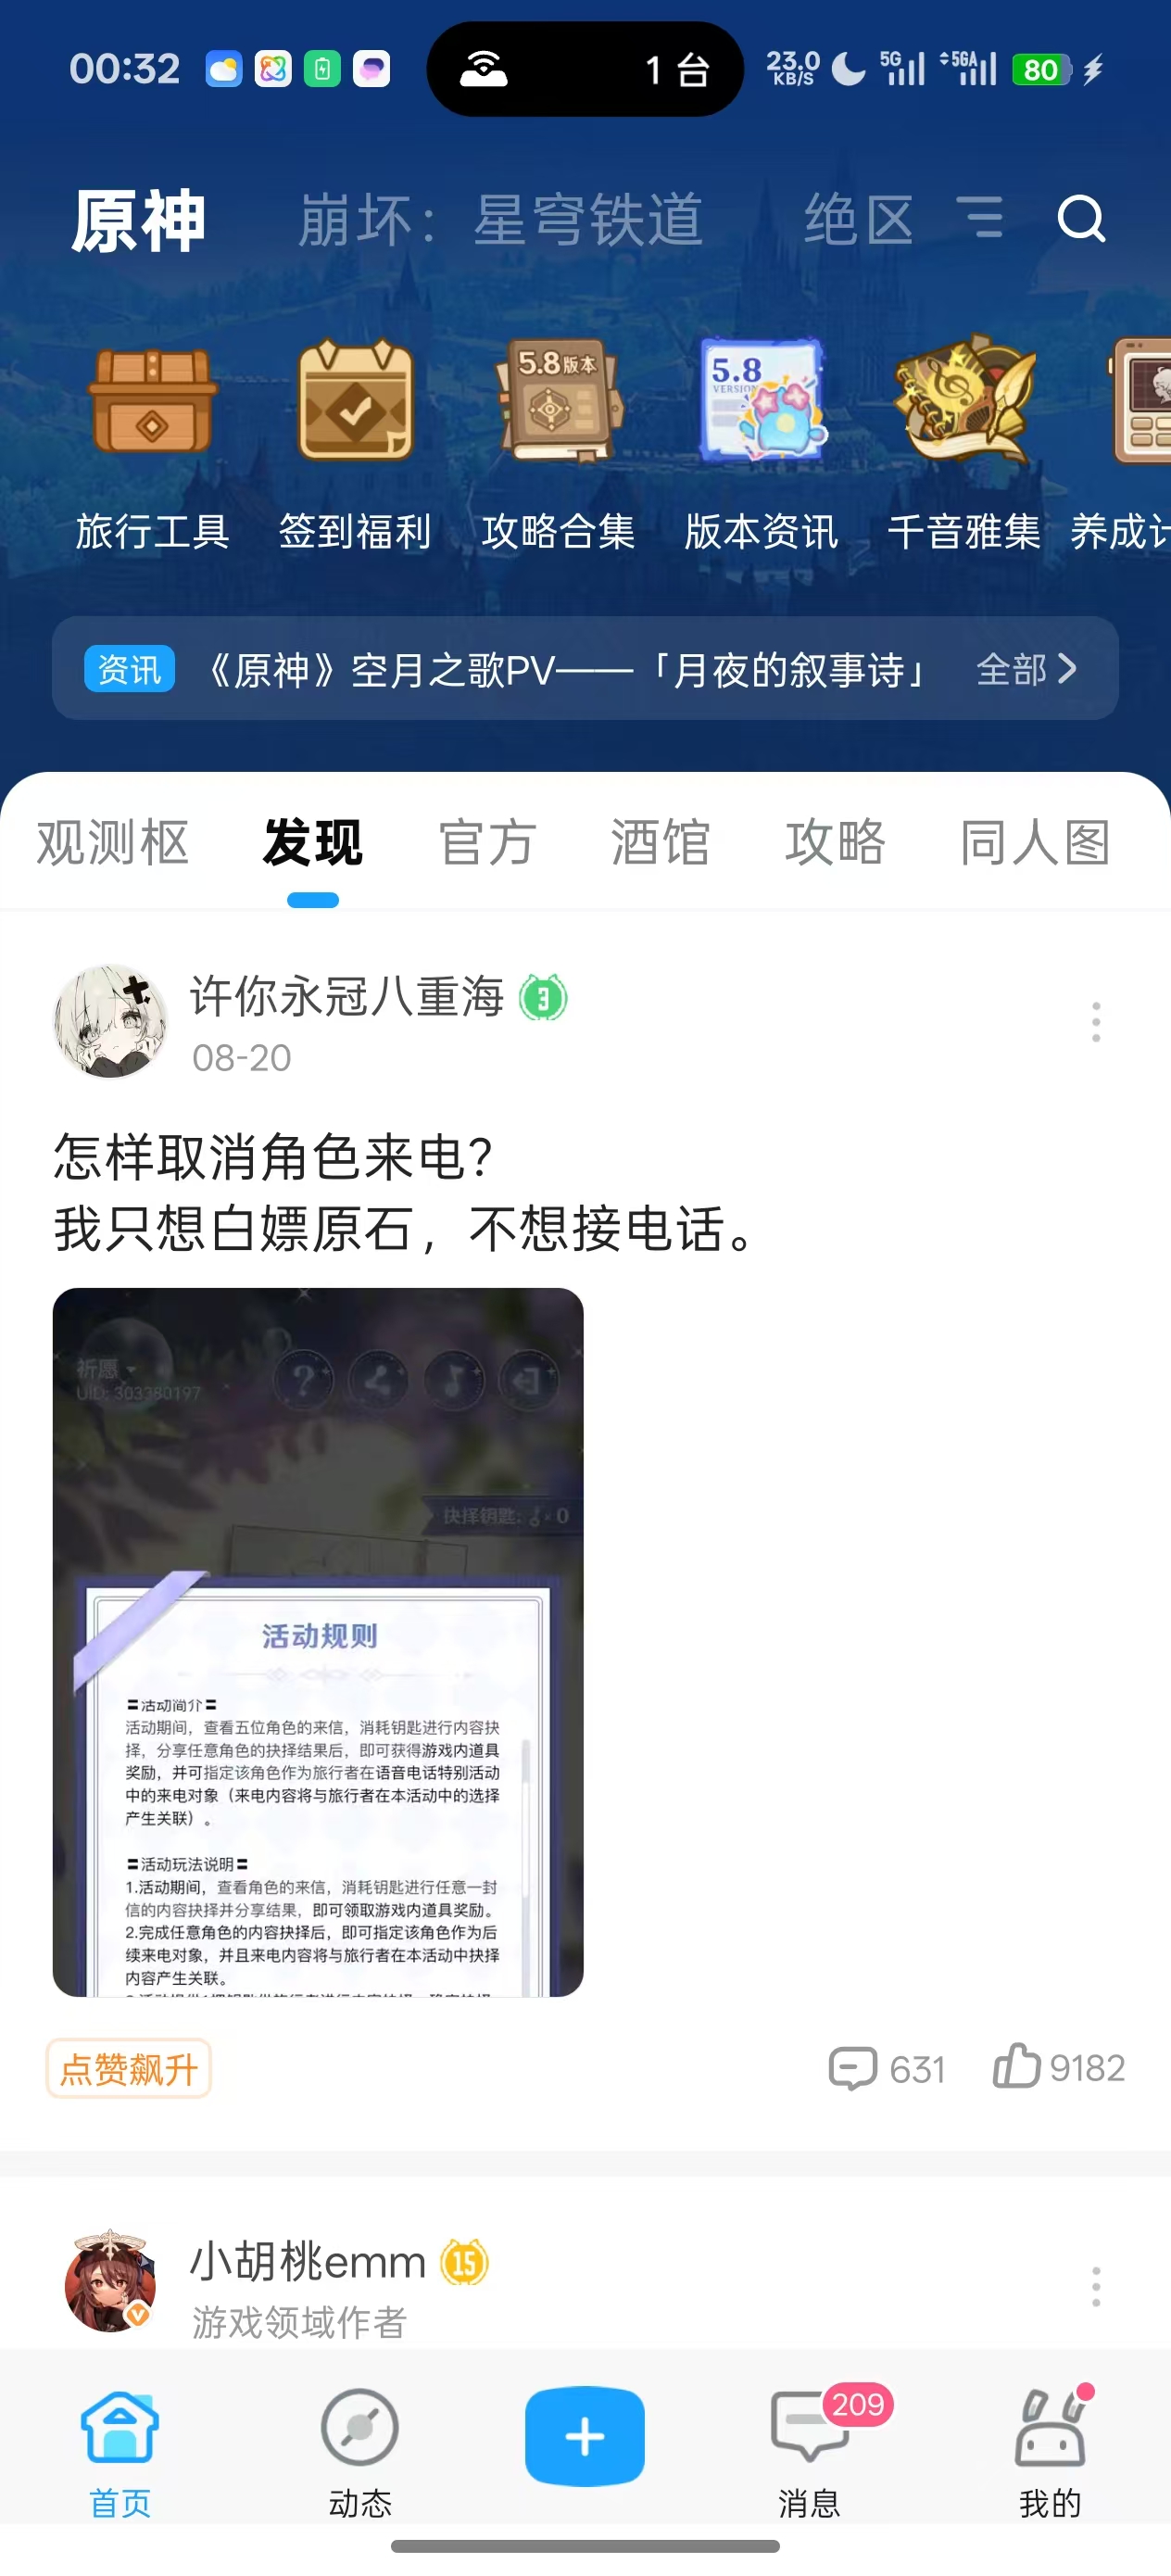 00:32
1 台
23.0
KB/S
5G
5GA
80
原神 崩坏：星穹铁道 绝区
5.8版本
5.8
VERSION
旅行工具 签到福利 攻略合集 版本资讯 千音雅集 养成计
资讯 《原神》空月之歌PV——「月夜的叙事诗」 全部
观测枢 发现 官方 酒馆 攻略 同人图
许你永冠八重海 3
08-20
怎样取消角色来电？
我只想白嫖原石，不想接电话。
祈愿
UID: 303380197
抉择钥匙: 0
活动规则
〓活动简介〓
活动期间，查看五位角色的来信，消耗钥匙进行内容抉
择，分享任意角色的抉择结果后，即可获得游戏内道具
奖励，并可指定该角色作为旅行者在语音电话特别活动
中的来电对象（来电内容将与旅行者在本活动中的选择
产生关联）。
〓活动玩法说明〓
1.活动期间，查看角色的来信，消耗钥匙进行任意一封
信的内容抉择并分享结果，即可领取游戏内道具奖励。
2.完成任意角色的内容抉择后，即可指定该角色作为后
续来电对象，并且来电内容将与旅行者在本活动中抉择
内容产生关联。
点赞飙升 631 9182
小胡桃emm 15
游戏领域作者
209
首页 动态 消息 我的